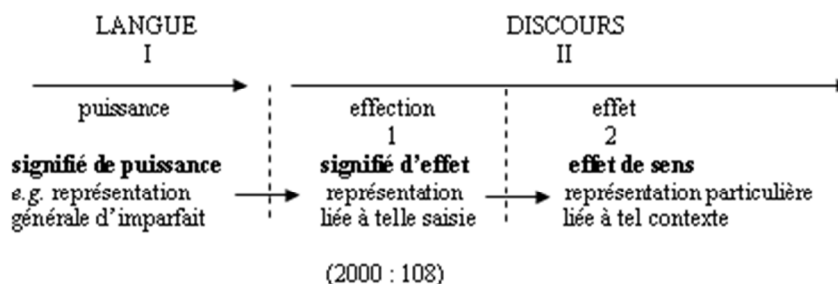 LANGUE DISCOURS
I II
puissance effection effet
1 2
signifié de puissance signifié d'effet effet de sens
e.g. représentation représentation représentation particulière
générale d'imparfait liée à telle saisie liée à tel contexte
(2000 : 108)